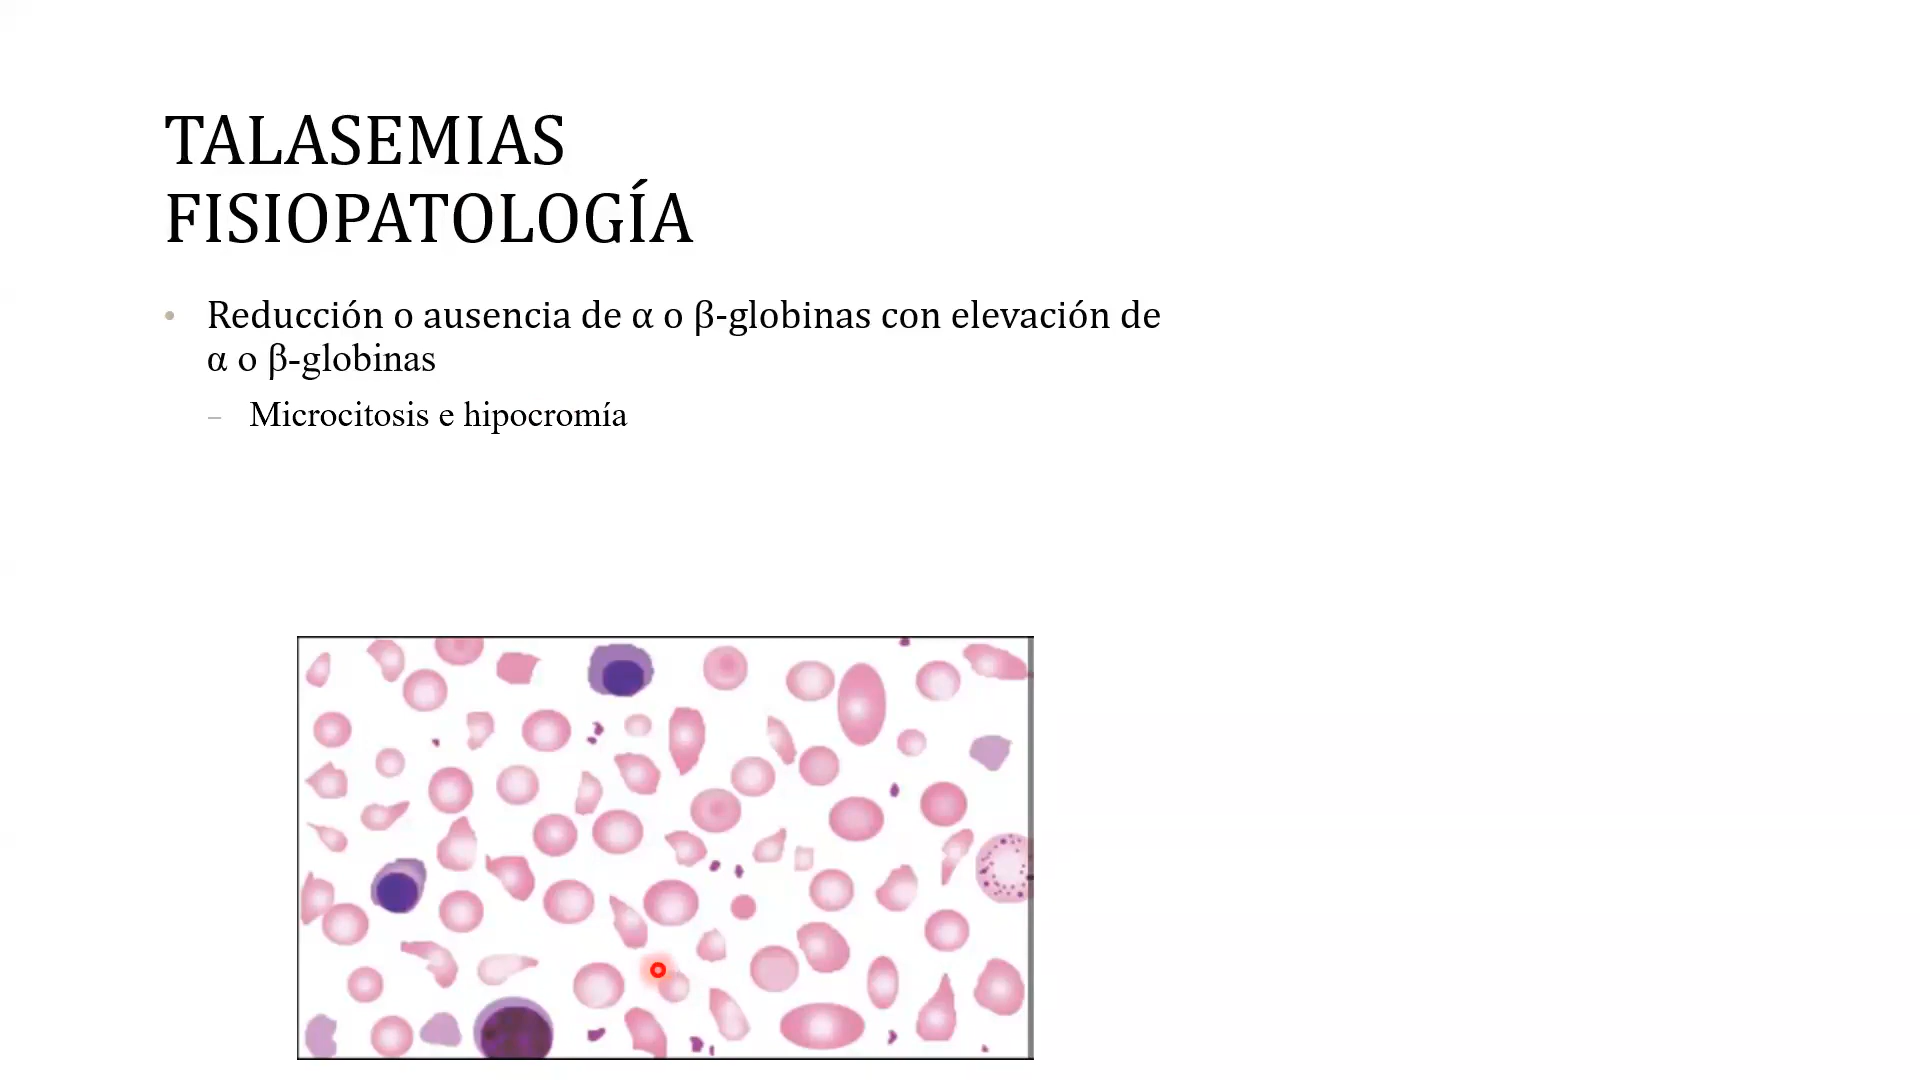 TALASEMIAS
FISIOPATOLOGÍA
• Reducción o ausencia de α o β-globinas con elevación de
α o β-globinas
– Microcitosis e hipocromía